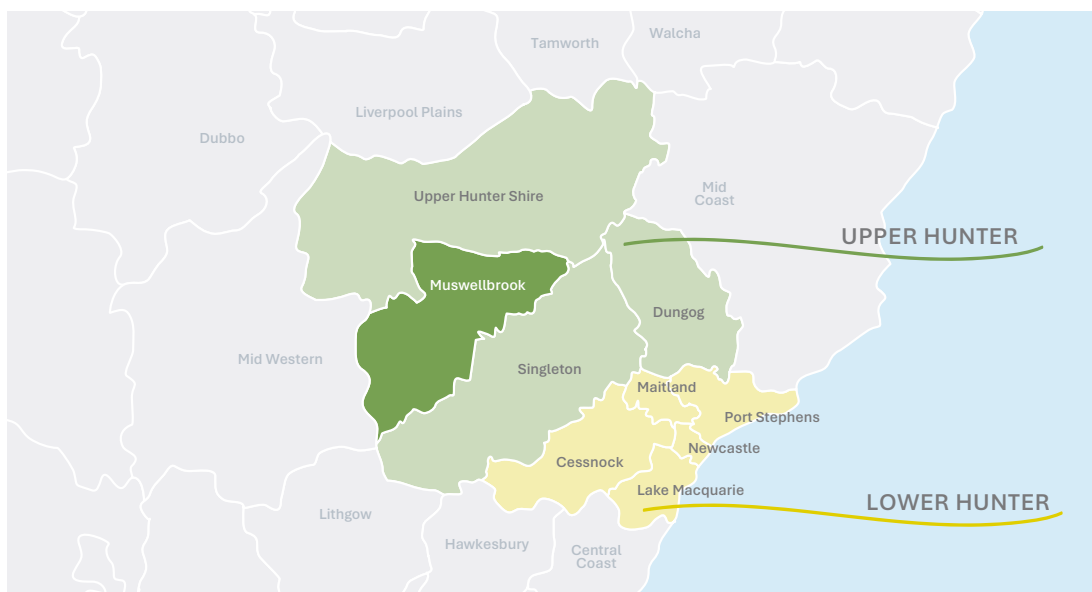 Walcha
Tamworth
Liverpool Plains
Dubbo
Upper Hunter Shire
Mid
Coast
UPPER HUNTER
Muswellbrook
Dungog
Mid Western
Singleton
Maitland
Port Stephens
Newcastle
Cessnock
Lake Macquarie
LOWER HUNTER
Lithgow
Hawkesbury
Central
Coast